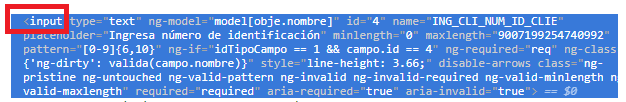 <input type="text" ng-model="model[obje.nombre]" id="4" name="ING_CLI_NUM_ID_CLIE"
placeholder="Ingresa número de identificación" minlength="0" maxlength="9007199254740992"
pattern="[0-9]{6,10}" ng-if="idTipoCampo == 1 && campo.id == 4" ng-required="req" ng-class=
{'ng-dirty': valida(campo.nombre)}" style="line-height: 3.66;" disable-arrows class="ng-
pristine ng-untouched ng-valid-pattern ng-invalid ng-invalid-required ng-valid-minlength n
valid-maxlength" required="required" aria-required="true" aria-invalid="true"> == $0